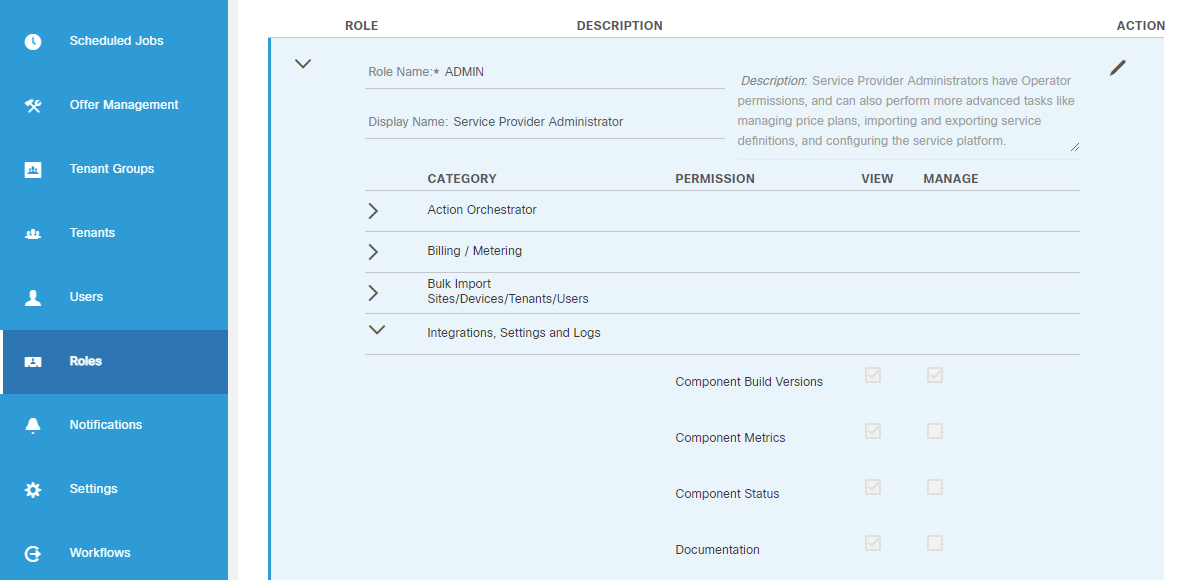 Scheduled Jobs
Offer Management
Tenant Groups
Tenants
Users
Roles
Notifications
Settings
Workflows
ROLE DESCRIPTION ACTION
Role Name:* ADMIN
Display Name: Service Provider Administrator
Description: Service Provider Administrators have Operator
permissions, and can also perform more advanced tasks like
managing price plans, importing and exporting service
definitions, and configuring the service platform.
CATEGORY PERMISSION VIEW MANAGE
Action Orchestrator
Billing / Metering
Bulk Import
Sites/Devices/Tenants/Users
Integrations, Settings and Logs
Component Build Versions
Component Metrics
Component Status
Documentation